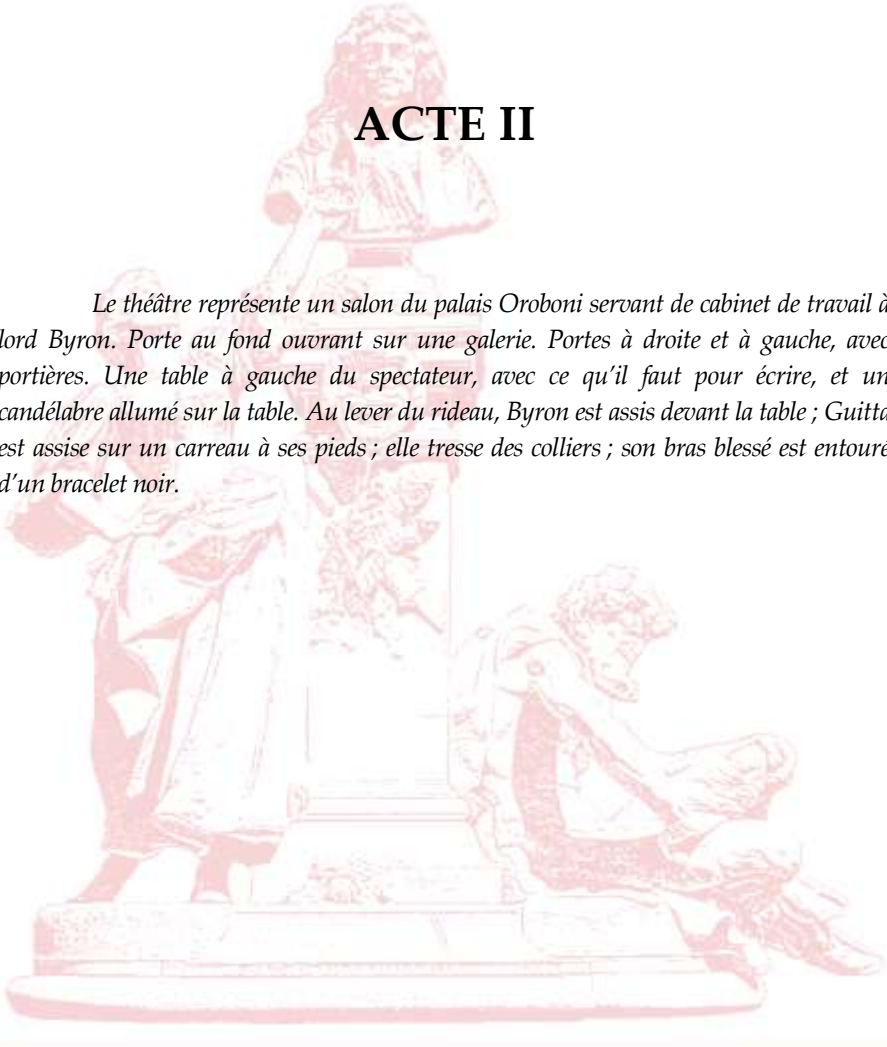 ACTE II
Le théâtre représente un salon du palais Oroboni servant de cabinet de travail à
lord Byron. Porte au fond ouvrant sur une galerie. Portes à droite et à gauche, avec
portières. Une table à gauche du spectateur, avec ce qu’il faut pour écrire, et un
candélabre allumé sur la table. Au lever du rideau, Byron est assis devant la table ; Guitta
est assise sur un carreau à ses pieds ; elle tresse des colliers ; son bras blessé est entouré
d’un bracelet noir.